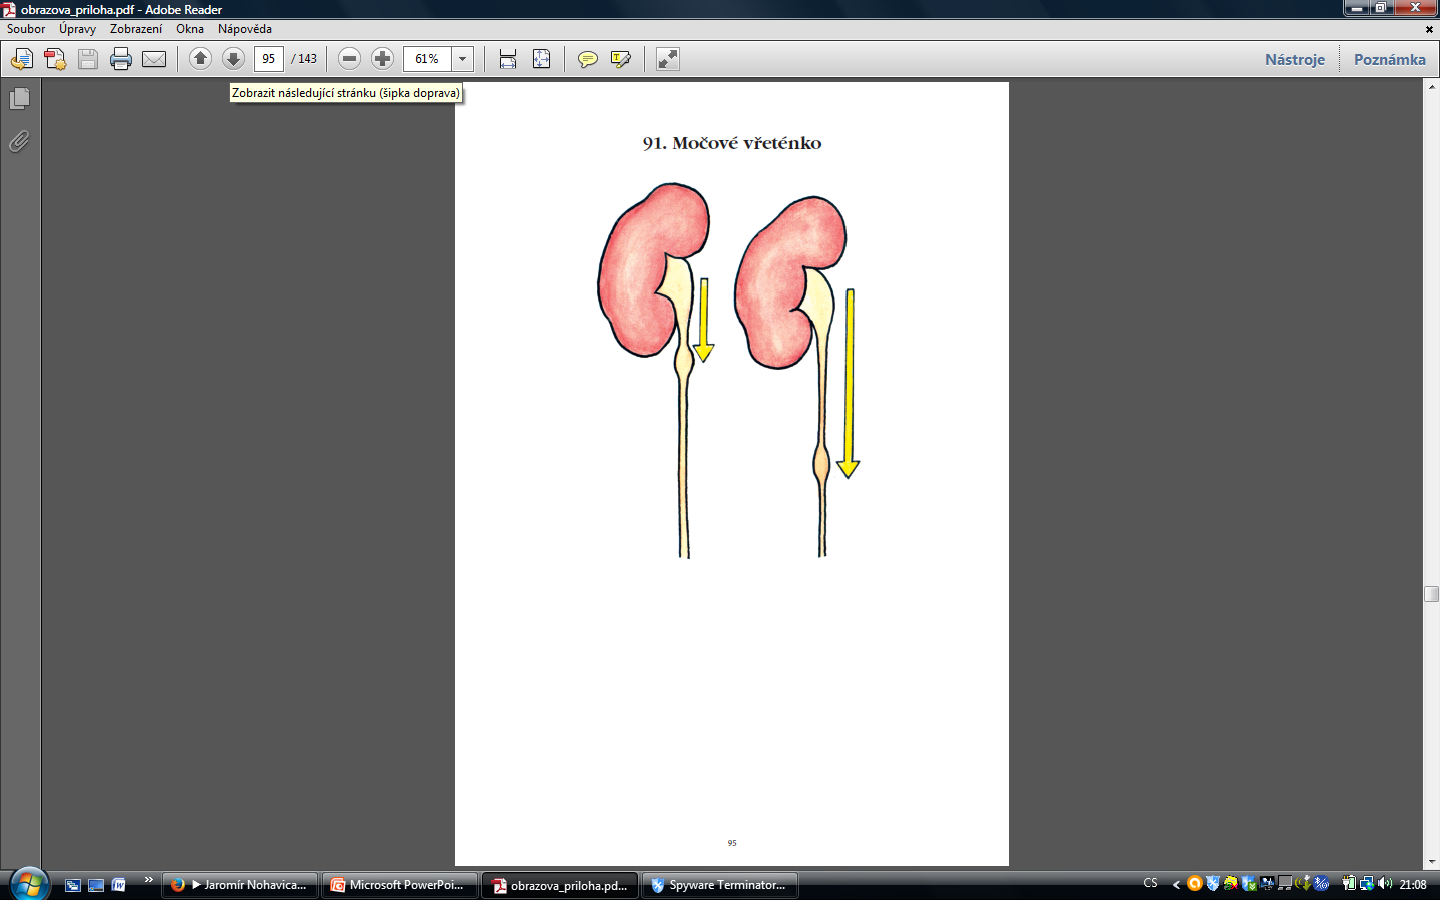 obrazova_priloha.pdf - Adobe Reader
Soubor Úpravy Zobrazení Okna Nápověda
95 / 143 61% Nástroje Poznámka
Zobrazit následující stránku (šipka doprava)
91. Močové vřeténko
95
» Jaromír Nohavica... Microsoft PowerPoi... obrazova_priloha.pd... Spyware Terminator... CS 21:08